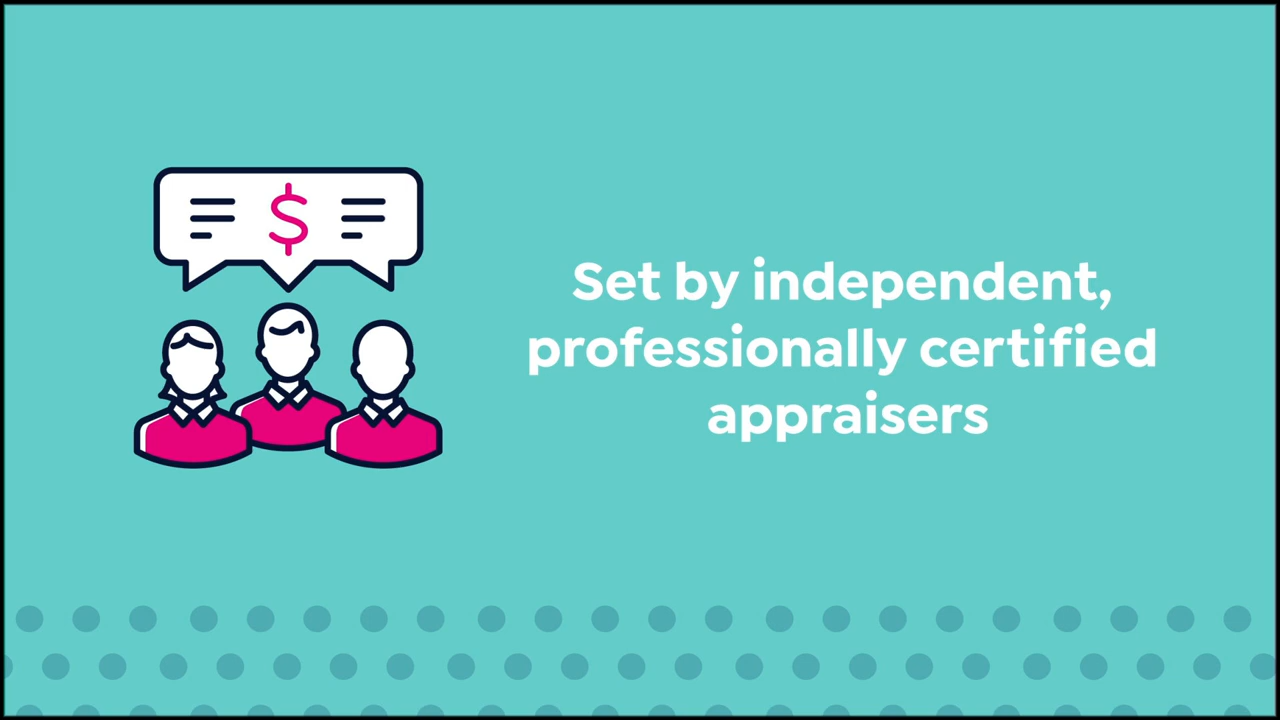 $
Set by independent,
professionally certified
appraisers